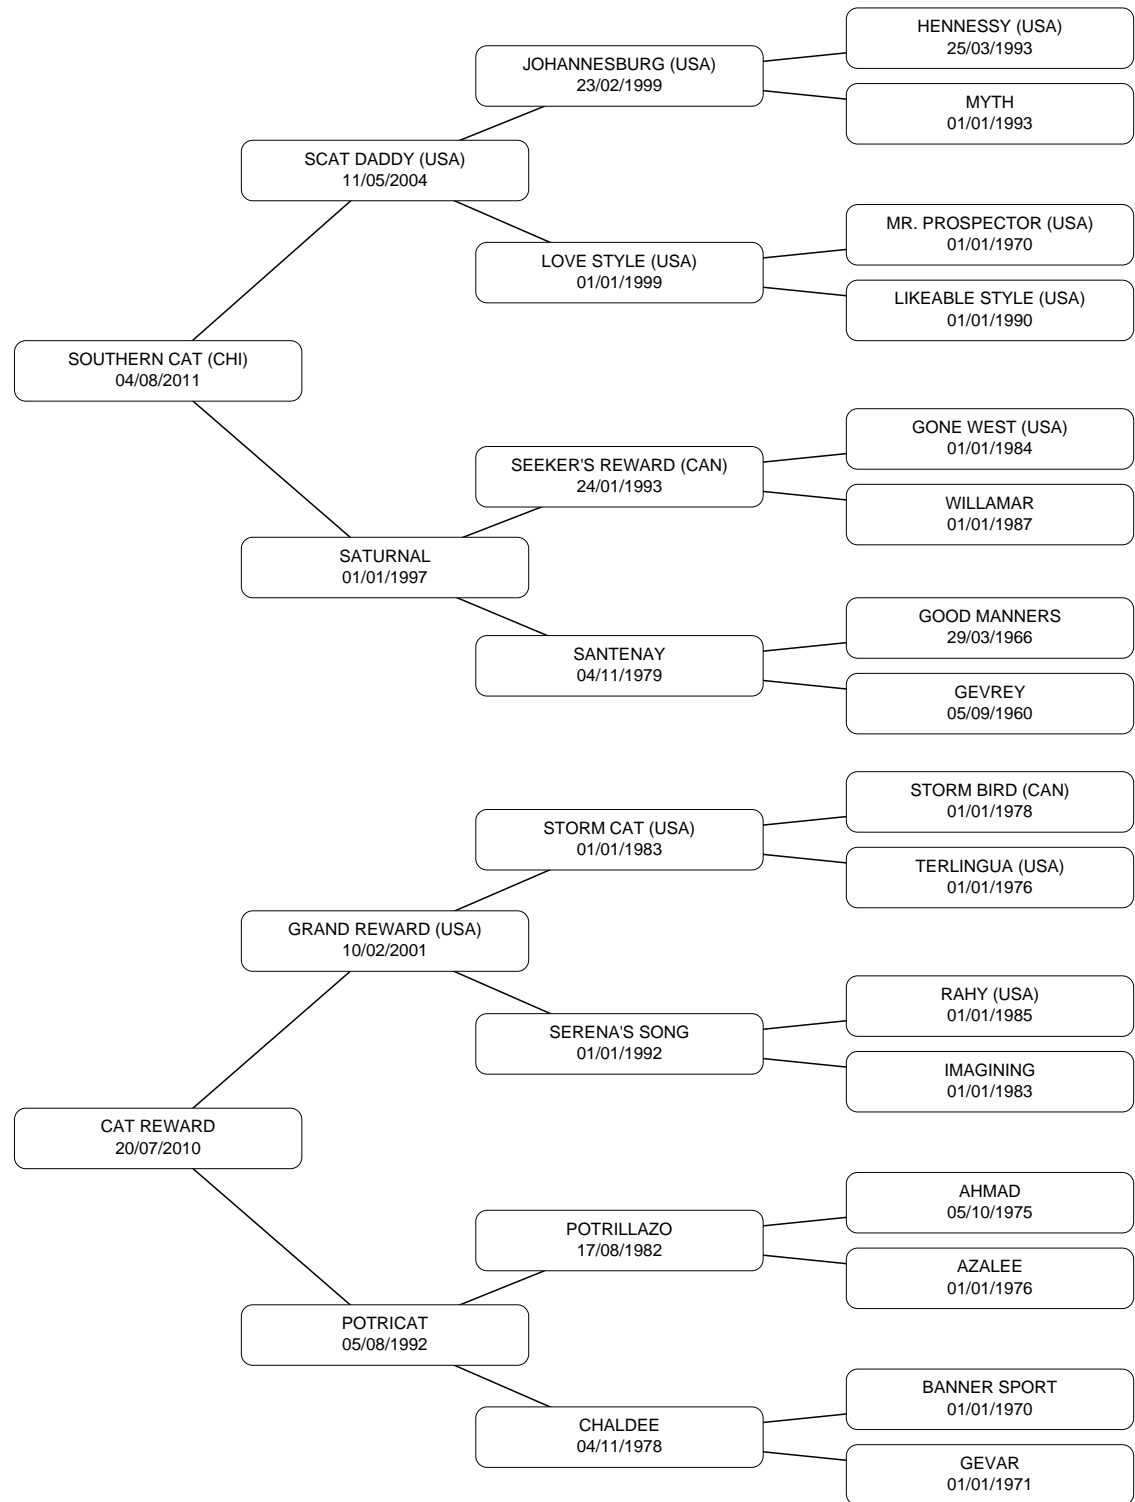 HENNESSY (USA)
25/03/1993
JOHANNESBURG (USA)
23/02/1999
MYTH
01/01/1993
SCAT DADDY (USA)
11/05/2004
MR. PROSPECTOR (USA)
01/01/1970
LOVE STYLE (USA)
01/01/1999
LIKEABLE STYLE (USA)
01/01/1990
SOUTHERN CAT (CHI)
04/08/2011
GONE WEST (USA)
01/01/1984
SEEKER'S REWARD (CAN)
24/01/1993
WILLAMAR
01/01/1987
SATURNAL
01/01/1997
GOOD MANNERS
29/03/1966
SANTENAY
04/11/1979
GEVREY
05/09/1960
STORM BIRD (CAN)
01/01/1978
STORM CAT (USA)
01/01/1983
TERLINGUA (USA)
01/01/1976
GRAND REWARD (USA)
10/02/2001
RAHY (USA)
01/01/1985
SERENA'S SONG
01/01/1992
IMAGINING
01/01/1983
CAT REWARD
20/07/2010
AHMAD
05/10/1975
POTRILLAZO
17/08/1982
AZALEE
01/01/1976
POTRICAT
05/08/1992
BANNER SPORT
01/01/1970
CHALDEE
04/11/1978
GEVAR
01/01/1971